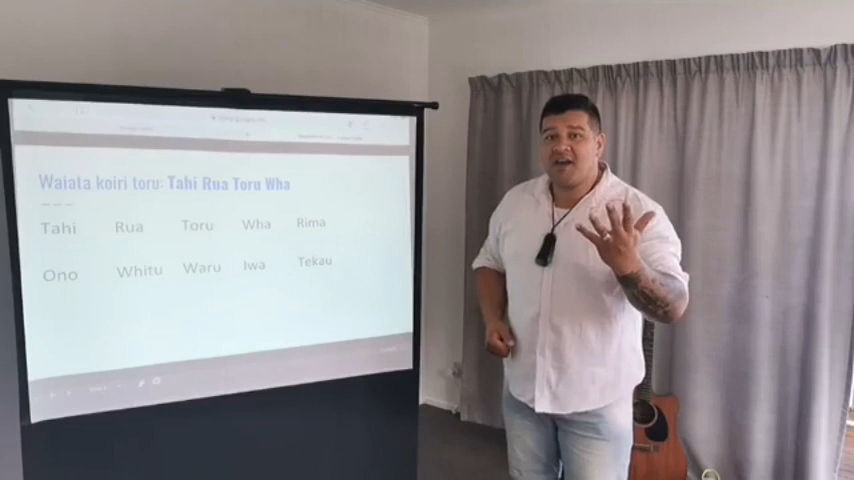 Waiata koiri toru: Tahi Rua Toru Wha
Tahi Rua Toru Wha Rima
Ono Whitu Waru Iwa Tekau